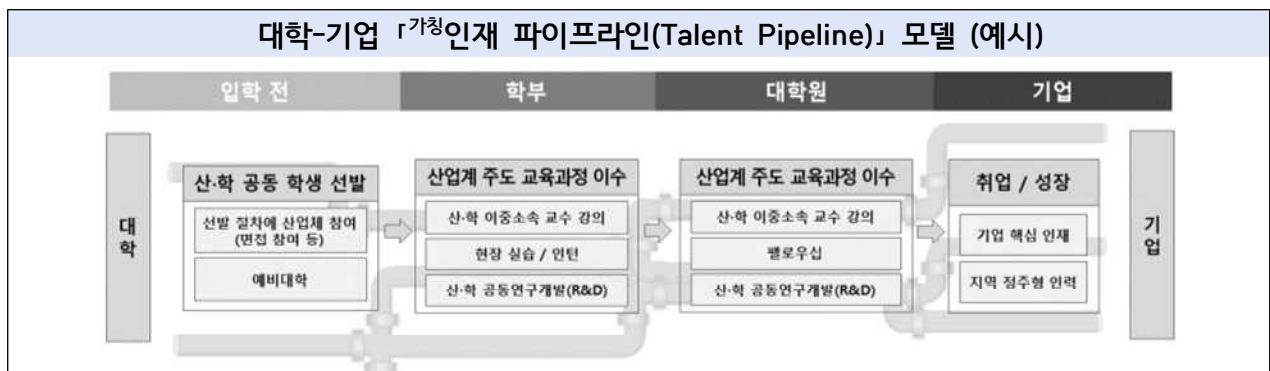 대학-기업 「가칭인재 파이프라인(Talent Pipeline)」 모델 (예시)
입학 전
학부
대학원
기업
대학
산·학 공동 학생 선발
선발 절차에 산업체 참여
(면접 참여 등)
예비대학
산업계 주도 교육과정 이수
산·학 이중소속 교수 강의
현장 실습 / 인턴
산·학 공동연구개발(R&D)
산업계 주도 교육과정 이수
산·학 이중소속 교수 강의
펠로우십
산·학 공동연구개발(R&D)
취업 / 성장
기업 핵심 인재
지역 정주형 인력
기업